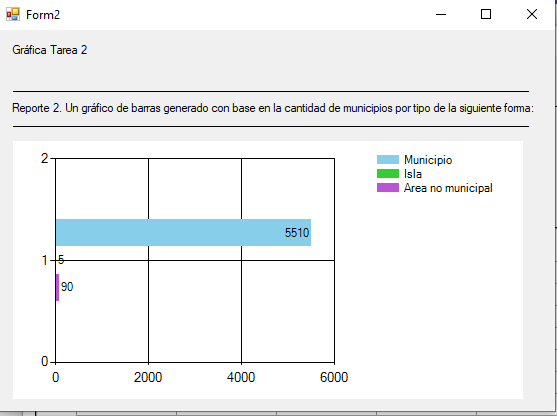 Form2
Gráfica Tarea 2
Reporte 2. Un gráfico de barras generado con base en la cantidad de municipios por tipo de la siguiente forma:
2
Municipio
Isla
Area no municipal
5510
1
5
90
0
0 2000 4000 6000